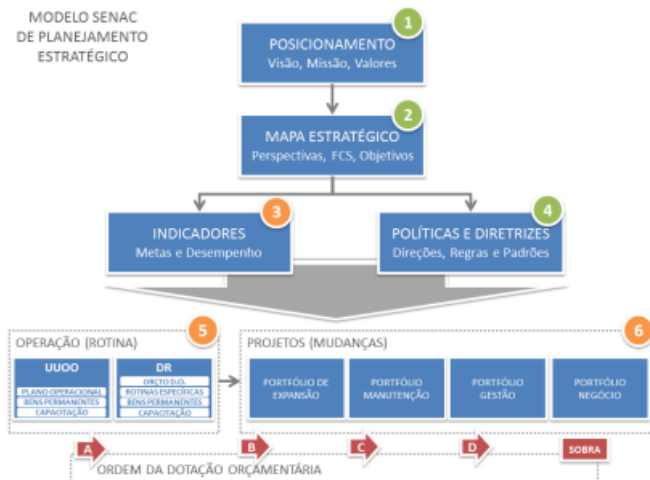 MODELO SENAC
DE PLANEJAMENTO
ESTRATÉGICO
1
POSICIONAMENTO
Visão, Missão, Valores
2
MAPA ESTRATÉGICO
Perspectivas, FCS, Objetivos
3
INDICADORES
Metas e Desempenho
4
POLÍTICAS E DIRETRIZES
Direções, Regras e Padrões
5
OPERAÇÃO (ROTINA)
UUOO
PLANO OPERACIONAL
BENS PERMANENTES
CAPACITAÇÃO
DR
ORÇTO D.O.
ROTINAS ESPECÍFICAS
BENS PERMANENTES
CAPACITAÇÃO
6
PROJETOS (MUDANÇAS)
PORTFÓLIO DE
EXPANSÃO
PORTFÓLIO
MANUTENÇÃO
PORTFÓLIO
GESTÃO
PORTFÓLIO
NEGÓCIO
A
B
C
D
SOBRA
ORDEM DA DOTAÇÃO ORÇAMENTÁRIA